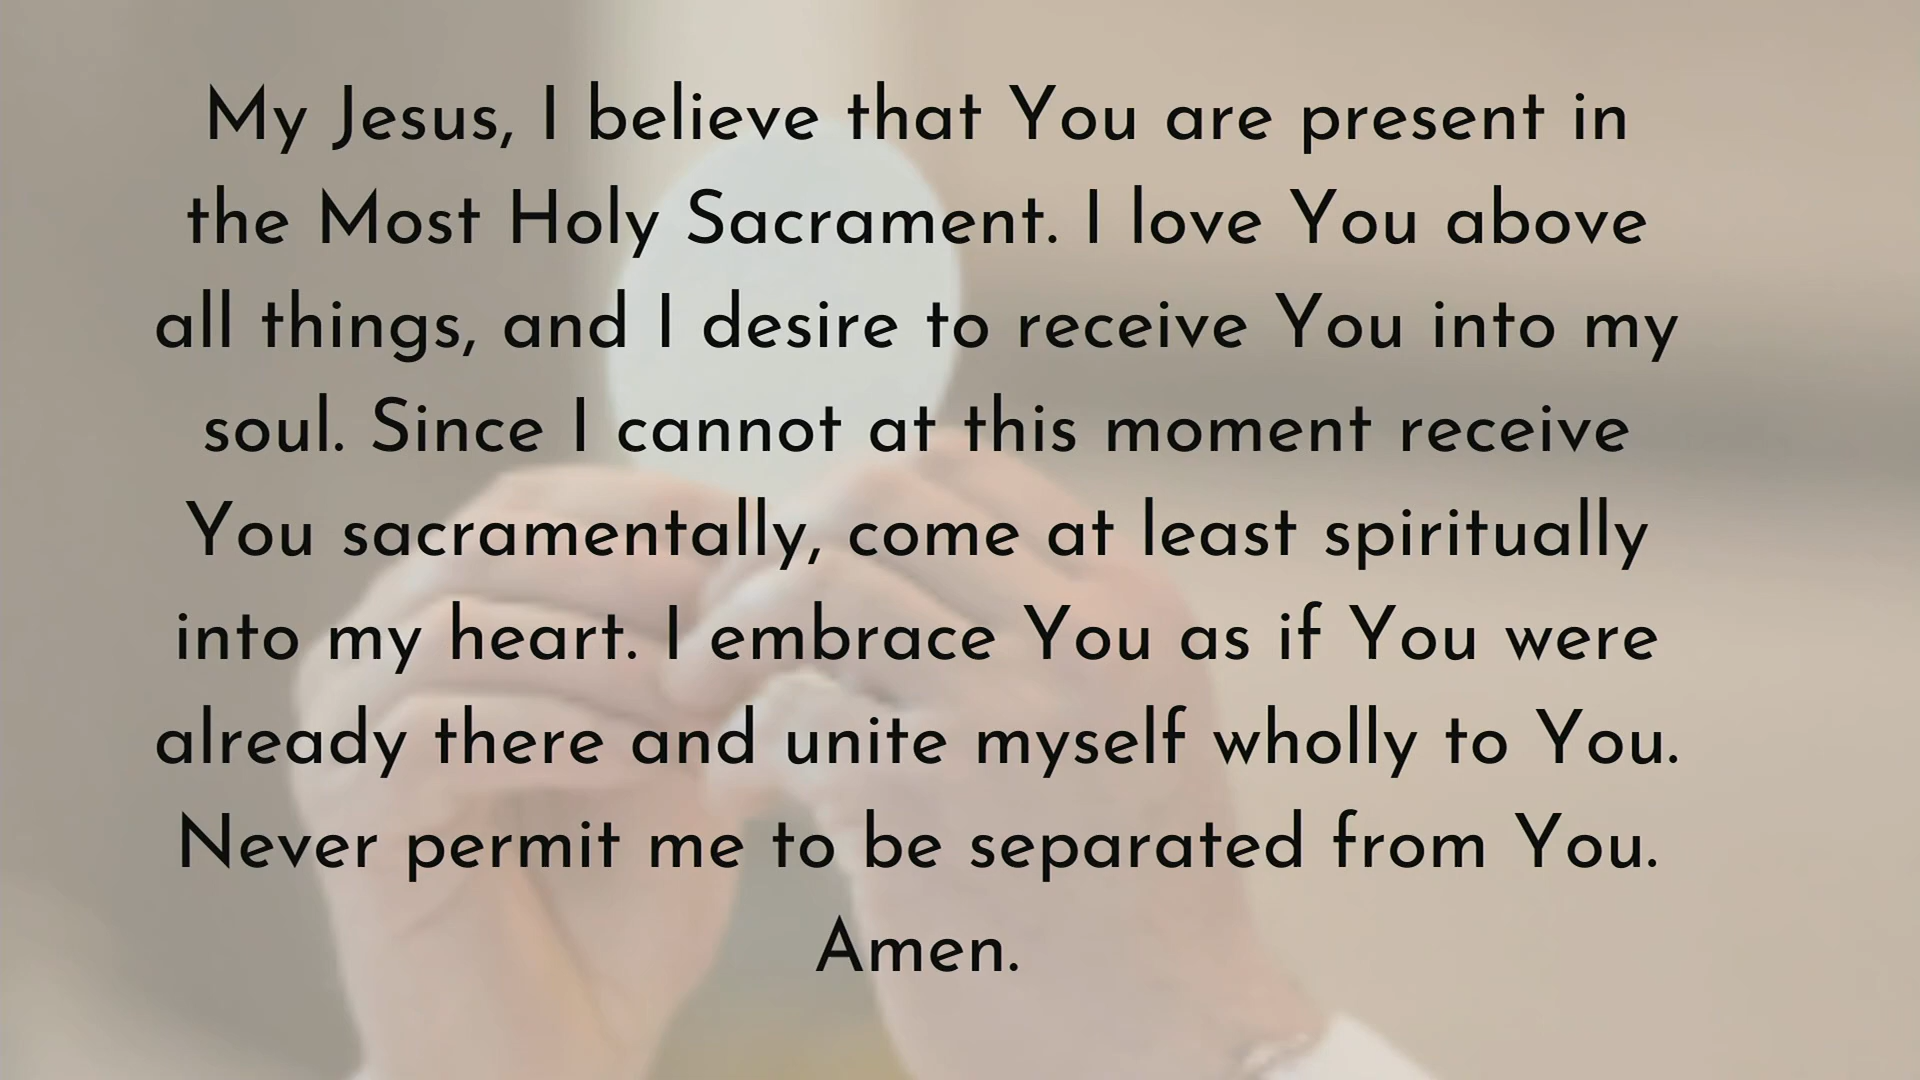 My Jesus, I believe that You are present in
the Most Holy Sacrament. I love You above
all things, and I desire to receive You into my
soul. Since I cannot at this moment receive
You sacramentally, come at least spiritually
into my heart. I embrace You as if You were
already there and unite myself wholly to You.
Never permit me to be separated from You.
Amen.